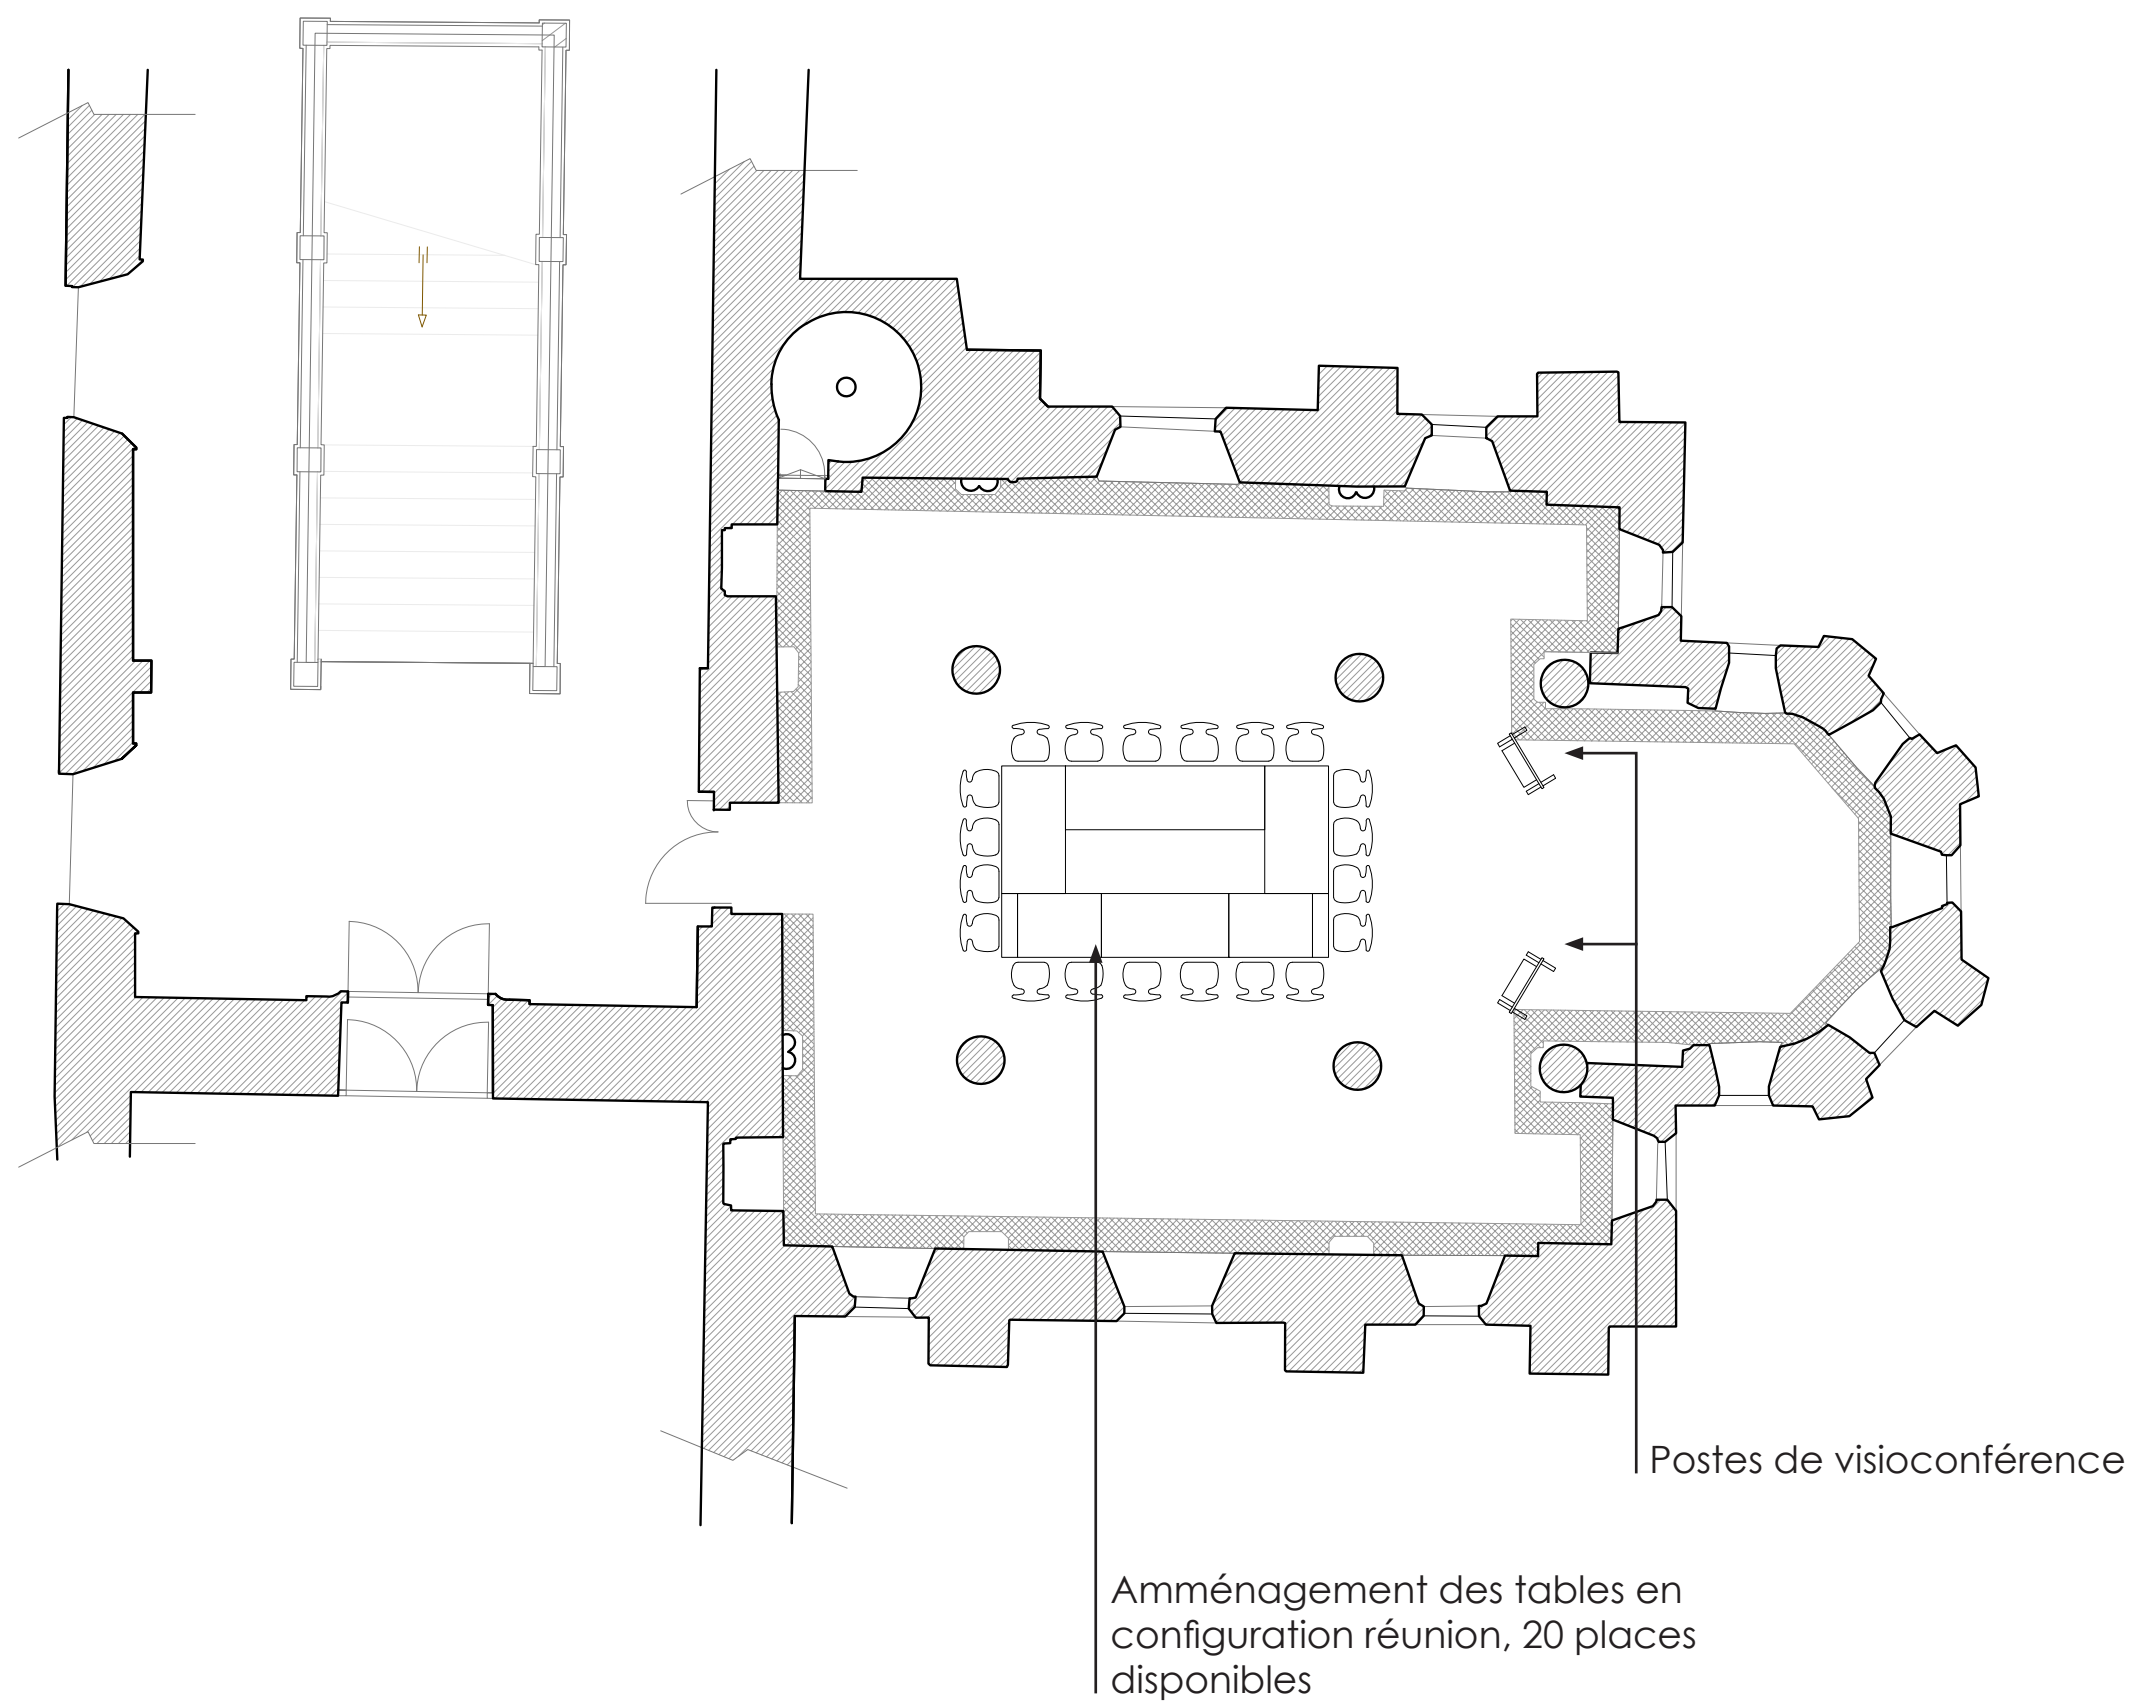 Postes de visioconférence
Amménagement des tables en
configuration réunion, 20 places
disponibles